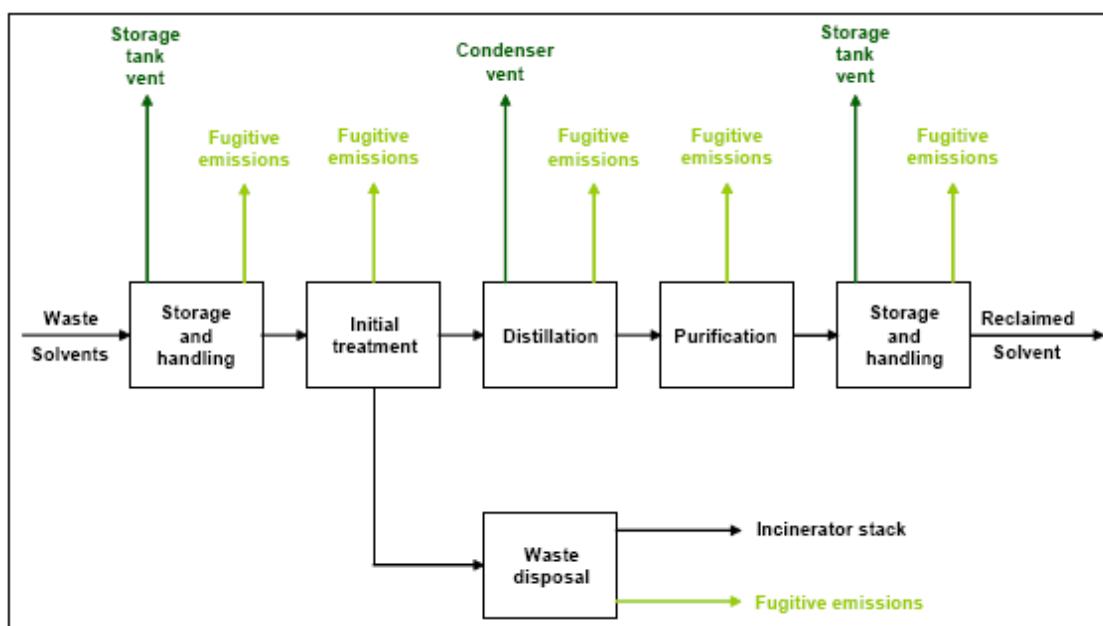 Storage
tank
vent
Condenser
vent
Storage
tank
vent
Fugitive
emissions
Fugitive
emissions
Fugitive
emissions
Fugitive
emissions
Fugitive
emissions
Waste
Solvents
Storage
and
handling
Initial
treatment
Distillation
Purification
Storage
and
handling
Reclaimed
Solvent
Waste
disposal
Incinerator stack
Fugitive emissions